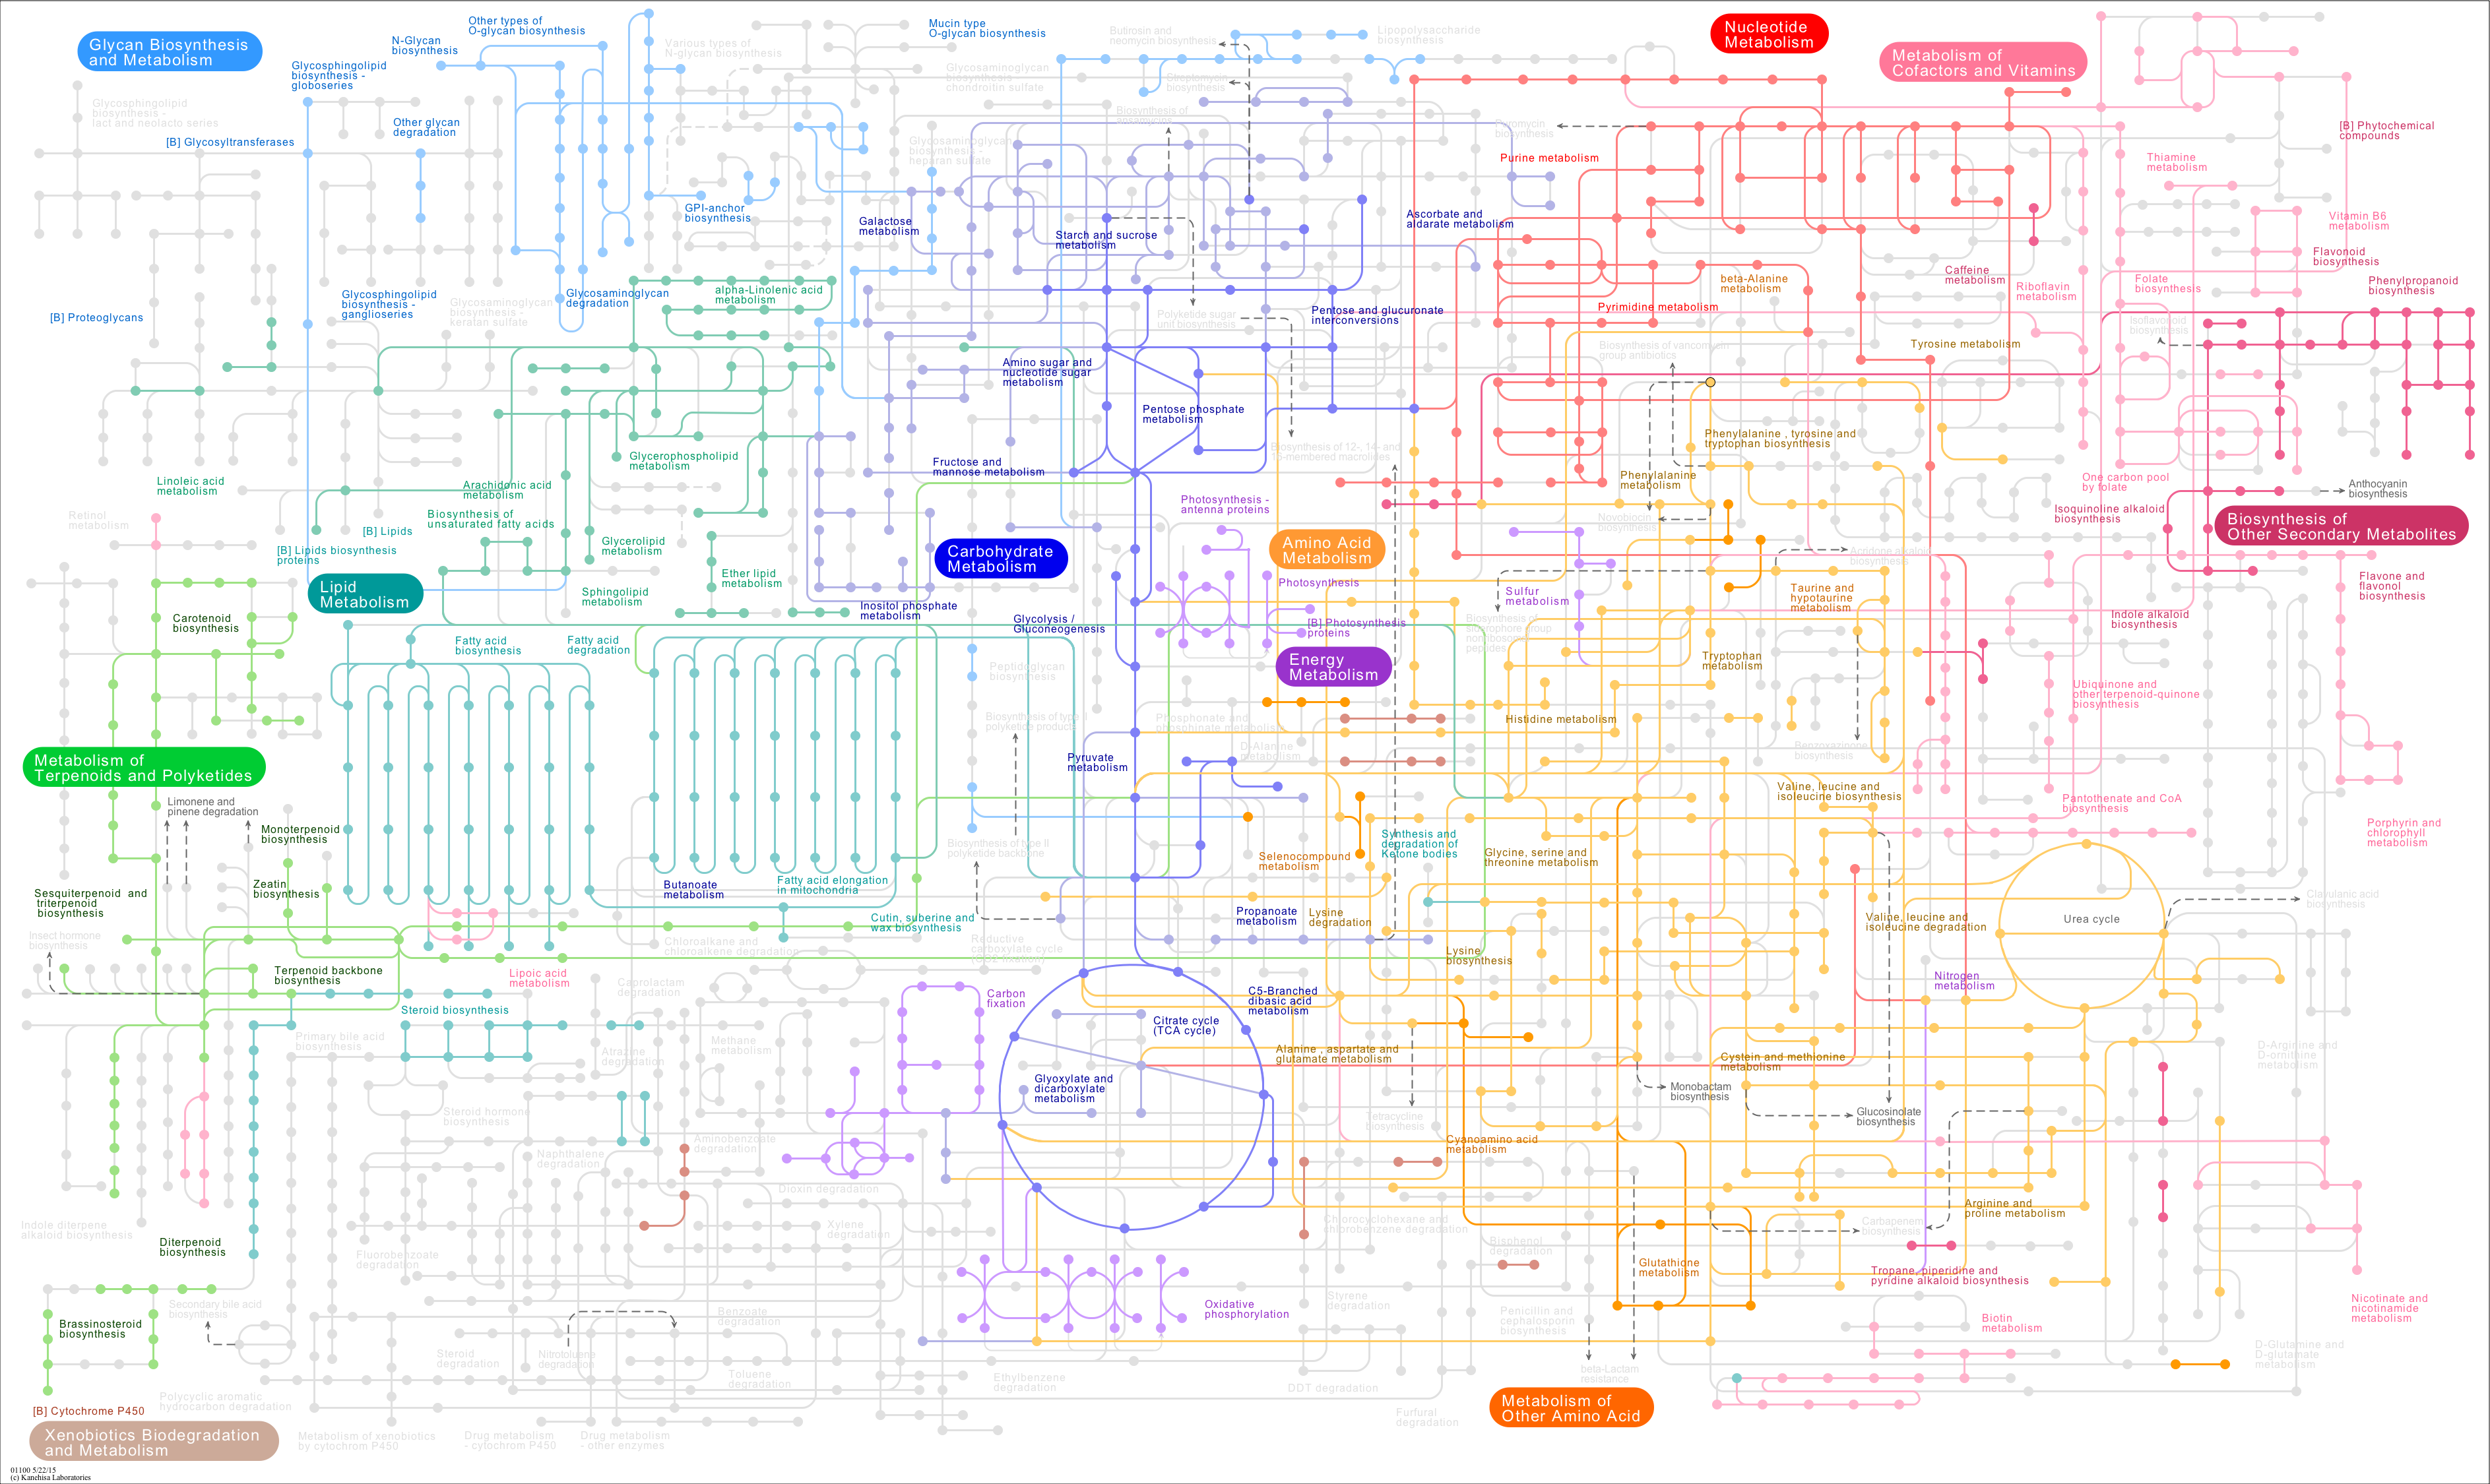 Glycan Biosynthesis
and Metabolism
Glycosphingolipid
biosynthesis -
lact and neolacto series
[B] Glycosyltransferases
Glycosphingolipid
biosynthesis -
globoseries
N-Glycan
biosynthesis
Other types of
O-glycan biosynthesis
Other glycan
degradation
Various types of
N-glycan biosynthesis
Mucin type
O-glycan biosynthesis
Glycosaminoglycan
biosynthesis -
chondroitin sulfate
Glycosaminoglycan
biosynthesis -
heparan sulfate
Butirosin and
neomycin biosynthesis
Streptomycin
biosynthesis
Biosynthesis of
ansamycins
Lipopolysaccharide
biosynthesis
Puromycin
biosynthesis
Nucleotide
Metabolism
Metabolism of
Cofactors and Vitamins
Purine metabolism
Thiamine
metabolism
[B] Phytochemical
compounds
Vitamin B6
metabolism
Flavonoid
biosynthesis
Phenylpropanoid
biosynthesis
[B] Proteoglycans
Glycosphingolipid
biosynthesis -
ganglioseries
Glycosaminoglycan
biosynthesis -
keratan sulfate
Glycosaminoglycan
degradation
GPI-anchor
biosynthesis
alpha-Linolenic acid
metabolism
Galactose
metabolism
Starch and sucrose
metabolism
Ascorbate and
aldarate metabolism
Polyketide sugar
unit biosynthesis
Pentose and glucuronate
interconversions
Pyrimidine metabolism
beta-Alanine
metabolism
Caffeine
metabolism
Riboflavin
metabolism
Folate
biosynthesis
Isoflavonoid
biosynthesis
Biosynthesis of vancomycin
group antibiotics
Tyrosine metabolism
Amino sugar and
nucleotide sugar
metabolism
Pentose phosphate
metabolism
Biosynthesis of 12-, 14- and
16-membered macrolides
Phenylalanine , tyrosine and
tryptophan biosynthesis
Phenylalanine
metabolism
Novobiocin
biosynthesis
One carbon pool
by folate
Anthocyanin
biosynthesis
Isoquinoline alkaloid
biosynthesis
Biosynthesis of
Other Secondary Metabolites
Linoleic acid
metabolism
Retinol
metabolism
Arachidonic acid
metabolism
Glycerophospholipid
metabolism
Fructose and
mannose metabolism
[B] Lipids
[B] Lipids biosynthesis
proteins
Biosynthesis of
unsaturated fatty acids
Glycerolipid
metabolism
Ether lipid
metabolism
Sphingolipid
metabolism
Lipid
Metabolism
Inositol phosphate
metabolism
Carbohydrate
Metabolism
Photosynthesis -
antenna proteins
Amino Acid
Metabolism
Photosynthesis
[B] Photosynthesis
proteins
Energy
Metabolism
Sulfur
metabolism
Biosynthesis of
siderophore group
nonribosomal
peptides
Acridone alkaloid
biosynthesis
Taurine and
hypotaurine
metabolism
Tryptophan
metabolism
Indole alkaloid
biosynthesis
Flavone and
flavonol
biosynthesis
Carotenoid
biosynthesis
Fatty acid
biosynthesis
Fatty acid
degradation
Glycolysis /
Gluconeogenesis
Peptidoglycan
biosynthesis
Biosynthesis of type I
polyketide products
Phosphonate and
phosphinate metabolism
D-Alanine
metabolism
Histidine metabolism
Benzoxazinone
biosynthesis
Ubiquinone and
other terpenoid-quinone
biosynthesis
Metabolism of
Terpenoids and Polyketides
Limonene and
pinene degradation
Monoterpenoid
biosynthesis
Pyruvate
metabolism
Valine, leucine and
isoleucine biosynthesis
Pantothenate and CoA
biosynthesis
Porphyrin and
chlorophyll
metabolism
Biosynthesis of type II
polyketide backbone
Selenocompound
metabolism
Synthesis and
degradation of
Ketone bodies
Glycine, serine and
threonine metabolism
Sesquiterpenoid and
triterpenoid
biosynthesis
Zeatin
biosynthesis
Butanoate
metabolism
Fatty acid elongation
in mitochondria
Cutin, suberine and
wax biosynthesis
Propanoate
metabolism
Lysine
degradation
Lysine
biosynthesis
Valine, leucine and
isoleucine degradation
Urea cycle
Clavulanic acid
biosynthesis
Insect hormone
biosynthesis
Terpenoid backbone
biosynthesis
Lipoic acid
metabolism
Chloroalkane and
chloroalkene degradation
Reductive
carboxylate cycle
(CO2 fixation)
Caprolactam
degradation
Carbon
fixation
C5-Branched
dibasic acid
metabolism
Citrate cycle
(TCA cycle)
Nitrogen
metabolism
Steroid biosynthesis
Primary bile acid
biosynthesis
Atrazine
degradation
Methane
metabolism
Glyoxylate and
dicarboxylate
metabolism
Alanine , aspartate and
glutamate metabolism
Cystein and methionine
metabolism
Monobactam
biosynthesis
Glucosinolate
biosynthesis
D-Arginine and
D-ornithine
metabolism
Steroid hormone
biosynthesis
Aminobenzoate
degradation
Naphthalene
degradation
Tetracycline
biosynthesis
Cyanoamino acid
metabolism
Dioxin degradation
Indole diterpene
alkaloid biosynthesis
Diterpenoid
biosynthesis
Fluorobenzoate
degradation
Xylene
degradation
Chlorocyclohexane and
chlorobenzene degradation
Bisphenol
degradation
Arginine and
proline metabolism
Carbapenem
biosynthesis
Glutathione
metabolism
Tropane, piperidine and
pyridine alkaloid biosynthesis
Nicotinate and
nicotinamide
metabolism
Secondary bile acid
biosynthesis
Brassinosteroid
biosynthesis
Benzoate
degradation
Oxidative
phosphorylation
Styrene
degradation
Penicillin and
cephalosporin
biosynthesis
Biotin
metabolism
Steroid
degradation
Nitrotoluene
degradation
Toluene
degradation
Ethylbenzene
degradation
DDT degradation
beta-Lactam
resistance
D-Glutamine and
D-glutamate
metabolism
Polycyclic aromatic
hydrocarbon degradation
[B] Cytochrome P450
Xenobiotics Biodegradation
and Metabolism
Metabolism of xenobiotics
by cytochrom P450
Drug metabolism
- cytochrom P450
Drug metabolism
- other enzymes
Furfural
degradation
Metabolism of
Other Amino Acid
01100 5/22/15
(c) Kanehisa Laboratories